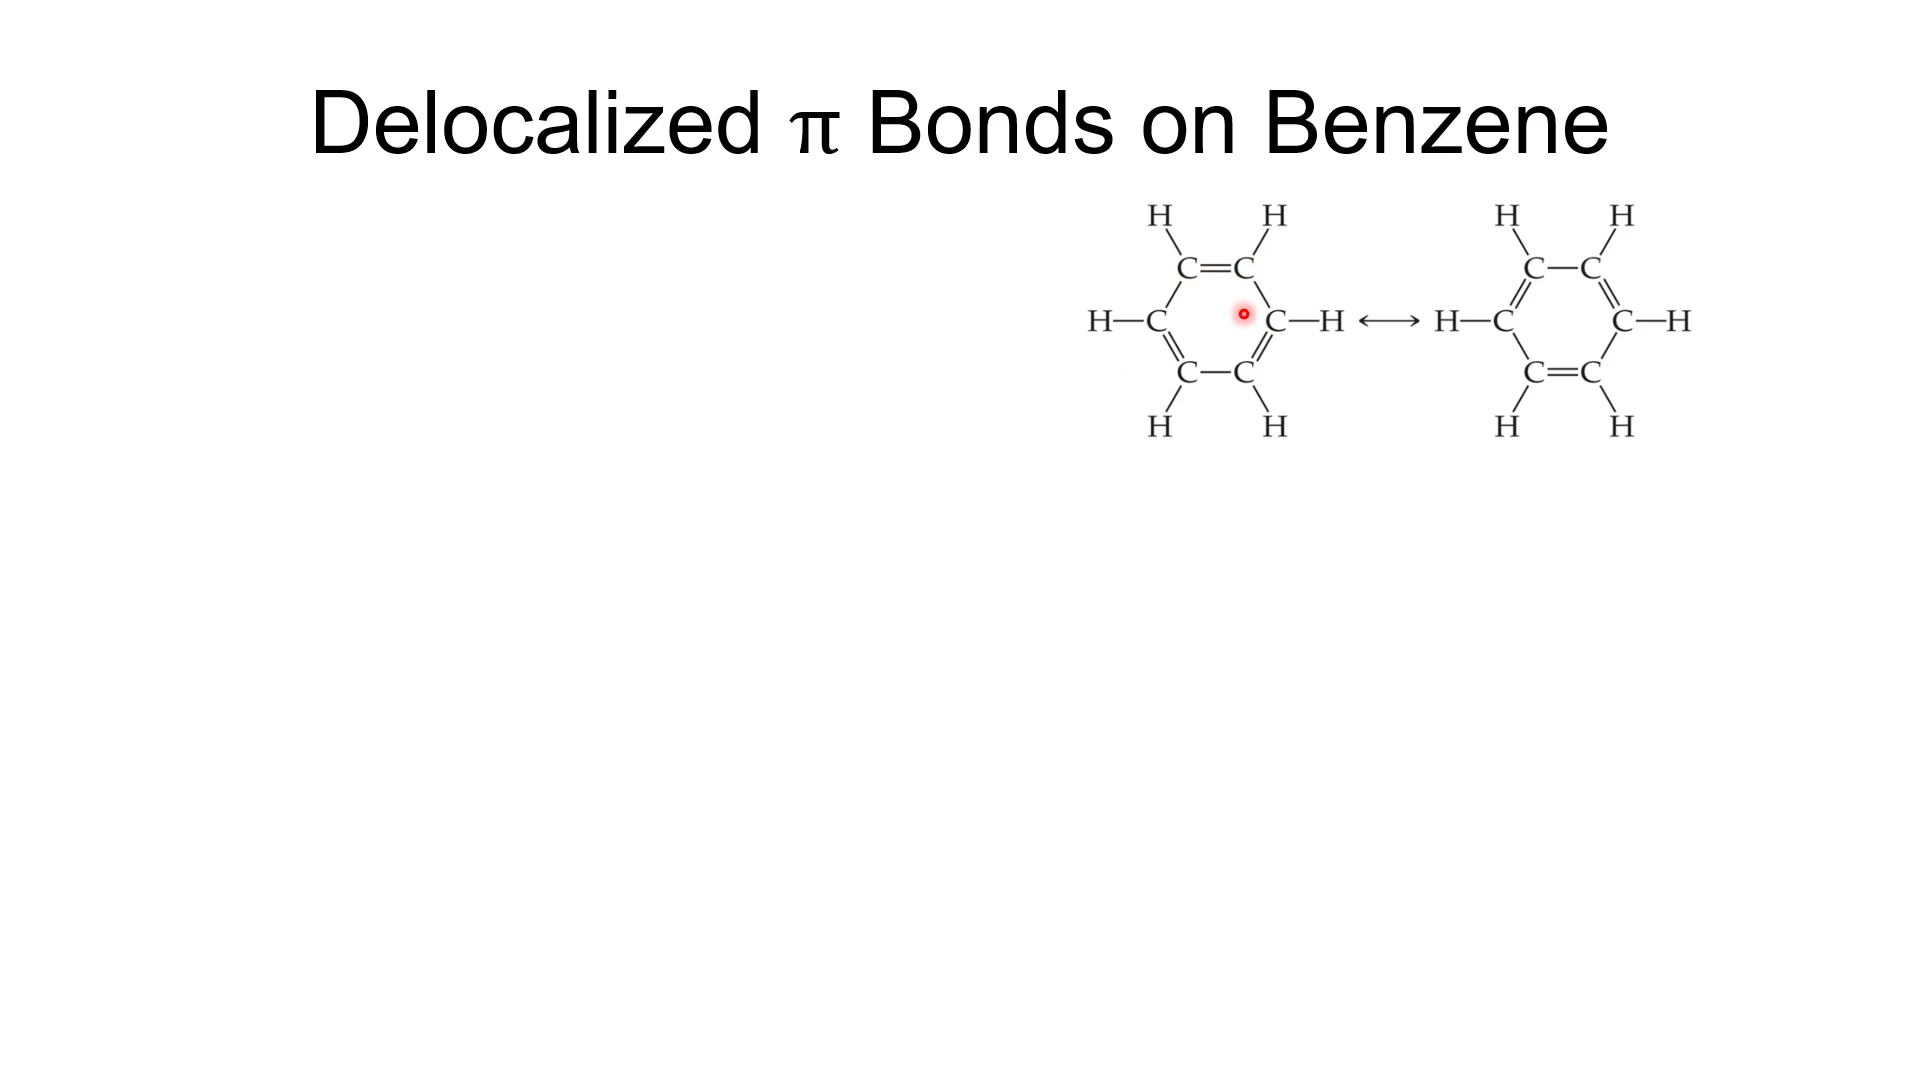 Delocalized π Bonds on Benzene
H H H H
C=C C—C
H—C C—H ⟷ H—C C—H
C—C C=C
H H H H